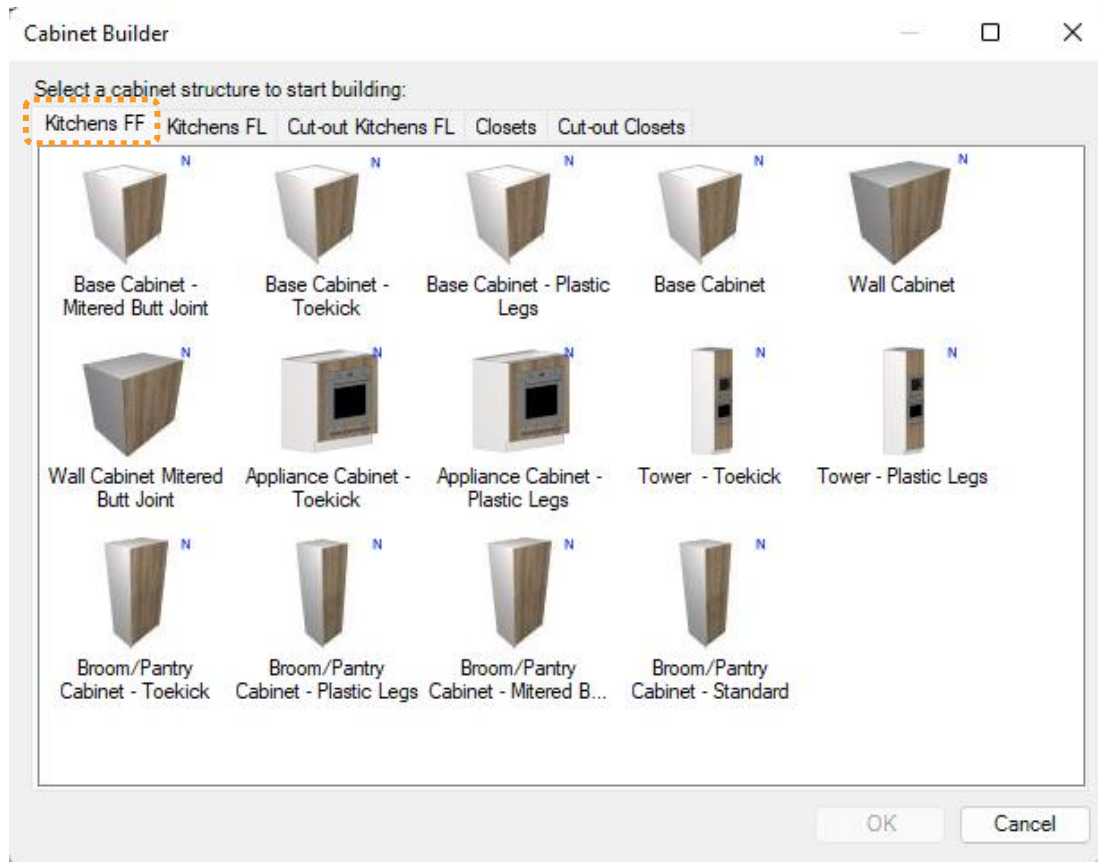 Cabinet Builder
Select a cabinet structure to start building:
Kitchens FF Kitchens FL Cut-out Kitchens FL Closets Cut-out Closets
N N N N N
Base Cabinet - Mitered Butt Joint
Base Cabinet - Toekick
Base Cabinet - Plastic Legs
Base Cabinet
Wall Cabinet
N N N N N
Wall Cabinet Mitered Butt Joint
Appliance Cabinet - Toekick
Appliance Cabinet - Plastic Legs
Tower - Toekick
Tower - Plastic Legs
N N N N
Broom/Pantry Cabinet - Toekick
Broom/Pantry Cabinet - Plastic Legs
Broom/Pantry Cabinet - Mitered B...
Broom/Pantry Cabinet - Standard
OK Cancel